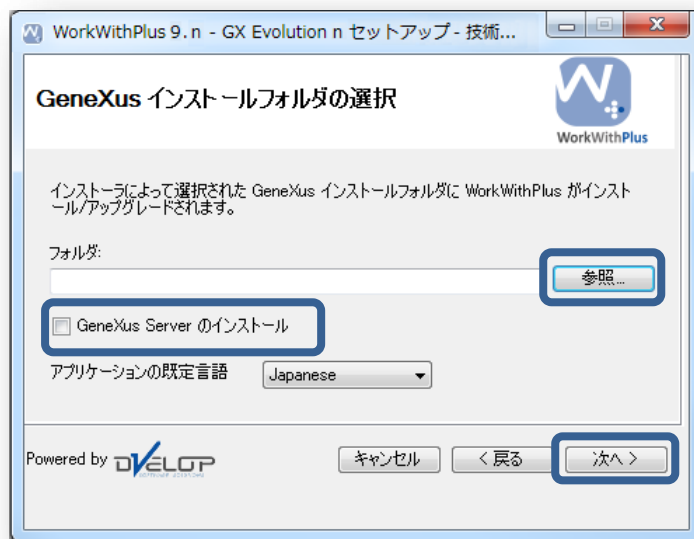 WorkWithPlus 9.n - GX Evolution n セットアップ - 技術...
GeneXus インストールフォルダの選択
WorkWithPlus
インストーラによって選択された GeneXus インストールフォルダに WorkWithPlus がインスト
ール/アップグレードされます。
フォルダ:
参照...
GeneXus Server のインストール
アプリケーションの既定言語
Japanese
Powered by DVELOP
キャンセル
< 戻る
次へ >